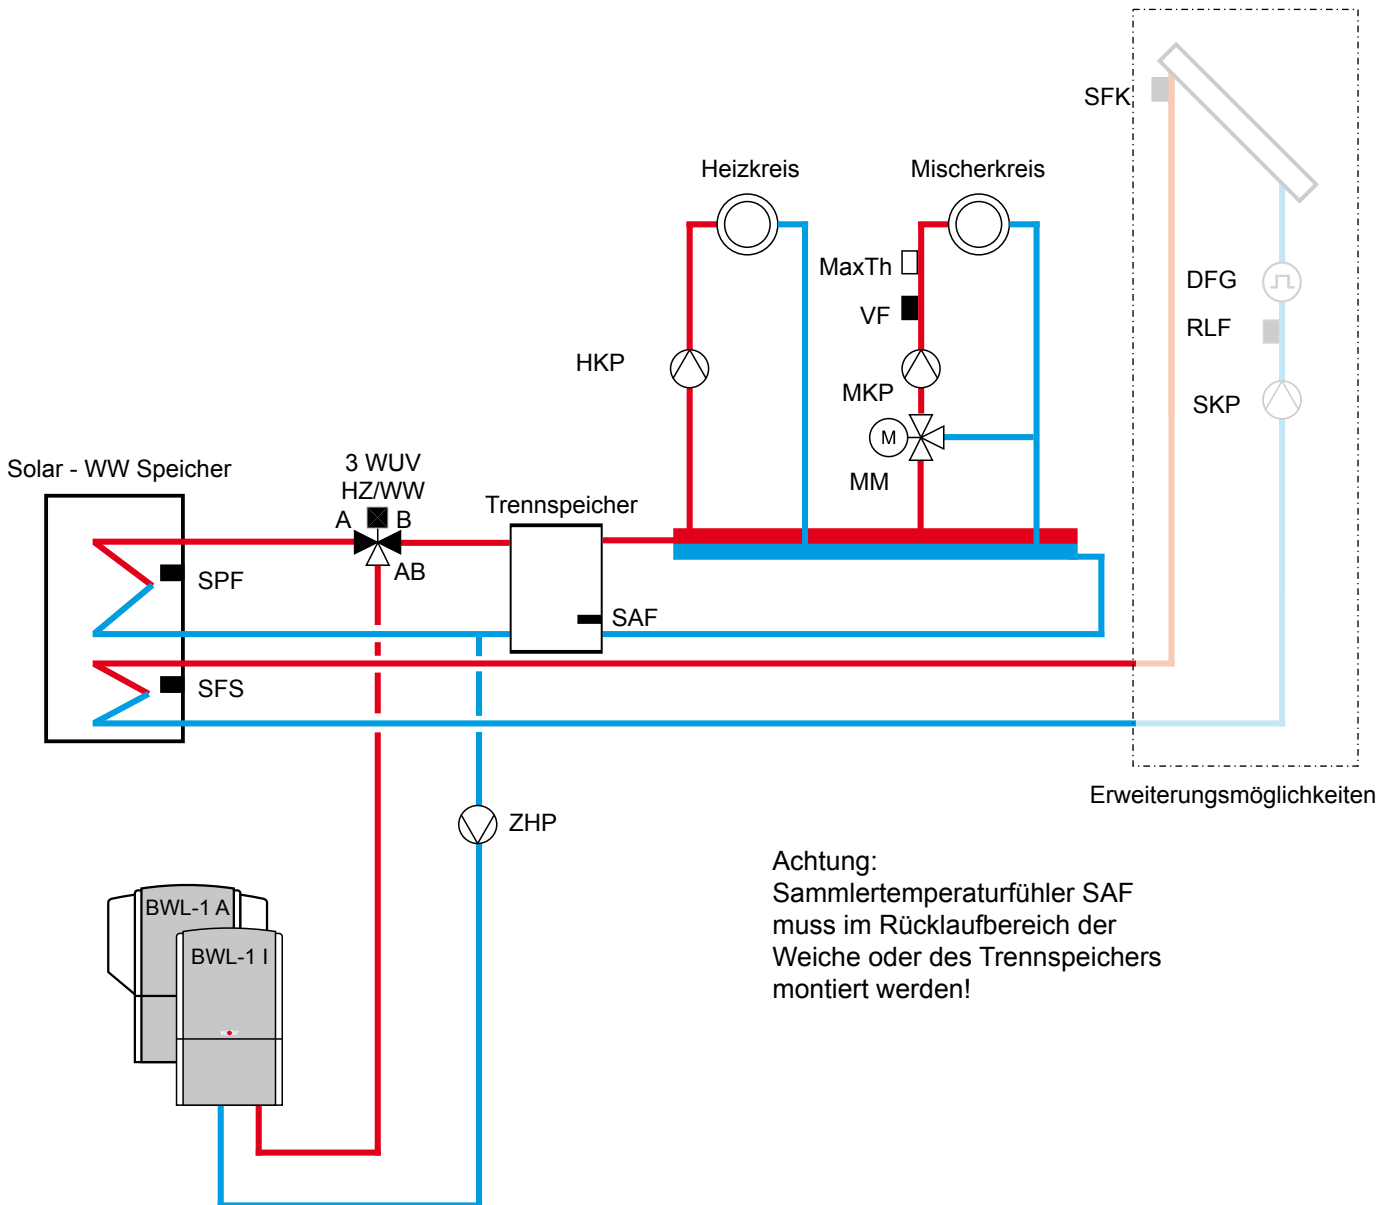 SFK
Heizkreis
Mischerkreis
MaxTh
DFG
VF
RLF
HKP
MKP
SKP
M
MM
Solar - WW Speicher
3 WUV
HZ/WW
A
B
AB
Trennspeicher
SPF
SAF
SFS
Erweiterungsmöglichkeiten
ZHP
Achtung:
Sammlertemperaturfühler SAF
muss im Rücklaufbereich der
Weiche oder des Trennspeichers
montiert werden!
BWL-1 A
BWL-1 I